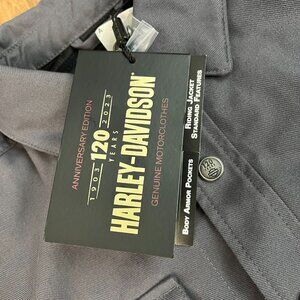 ANNIVERSARY EDITION
1903 120 2023
YEARS
HARLEY-DAVIDSON®
GENUINE MOTORCLOTHES
RIDING JACKET
STANDARD FEATURES
BODY ARMOR POCKETS